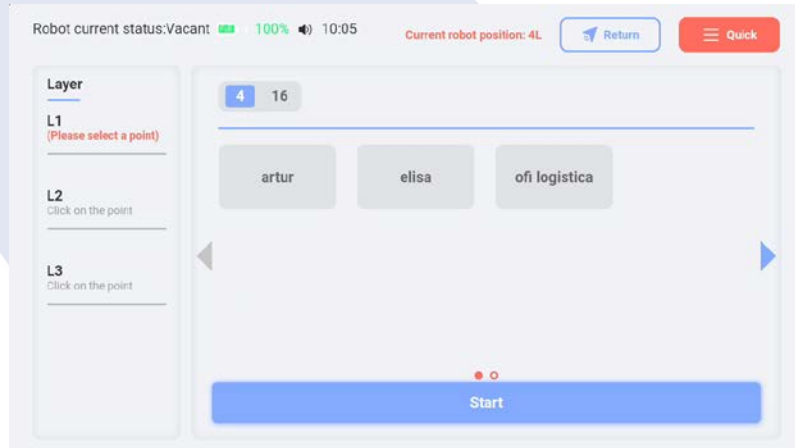 Robot current status:Vacant 100% 10:05
Current robot position: 4L
Return
Quick
Layer
L1
(Please select a point)
L2
Click on the point
L3
Click on the point
4 16
artur elisa ofi logistica
Start